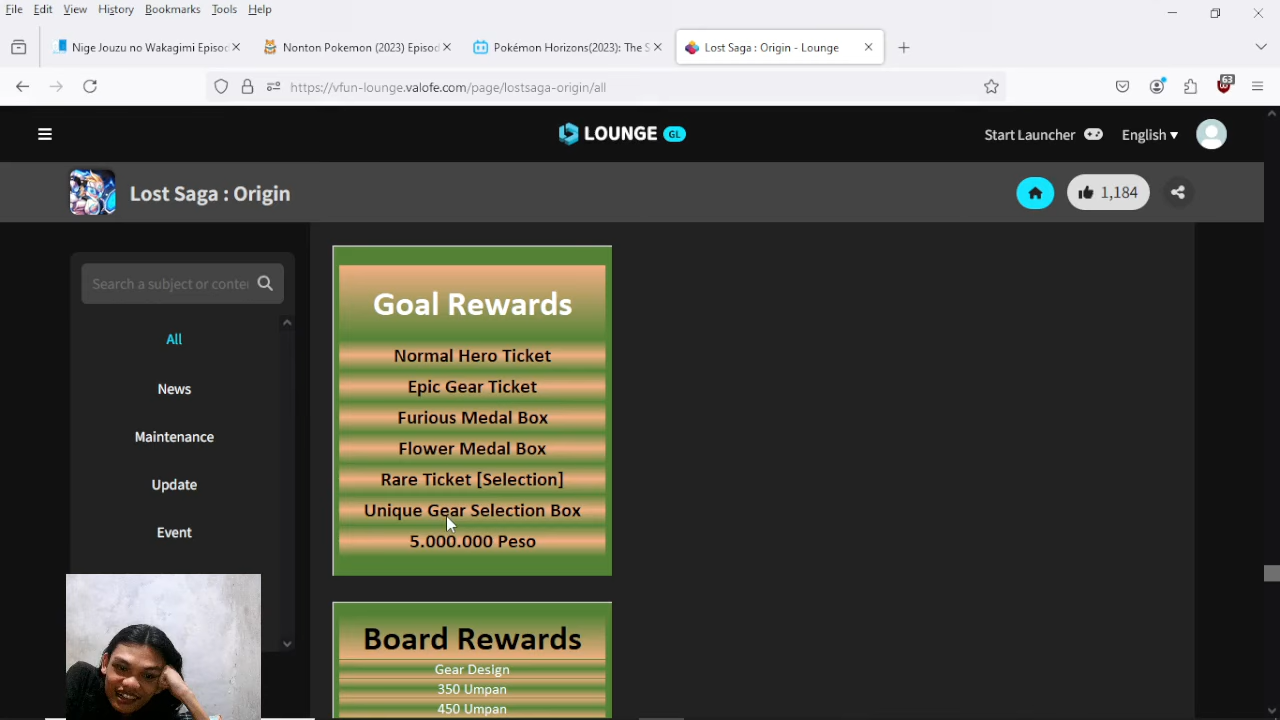 File Edit View History Bookmarks Tools Help
Nige Jouzu no Wakagimi Episod
Nonton Pokemon (2023) Episod
Pokémon Horizons(2023): The S
Lost Saga : Origin - Lounge
https://vfun-lounge.valofe.com/page/lostsaga-origin/all
63
LOUNGE GL
Start Launcher
English
Lost Saga : Origin
1,184
Search a subject or conter
All
News
Maintenance
Update
Event
Goal Rewards
Normal Hero Ticket
Epic Gear Ticket
Furious Medal Box
Flower Medal Box
Rare Ticket [Selection]
Unique Gear Selection Box
5.000.000 Peso
Board Rewards
Gear Design
350 Umpan
450 Umpan